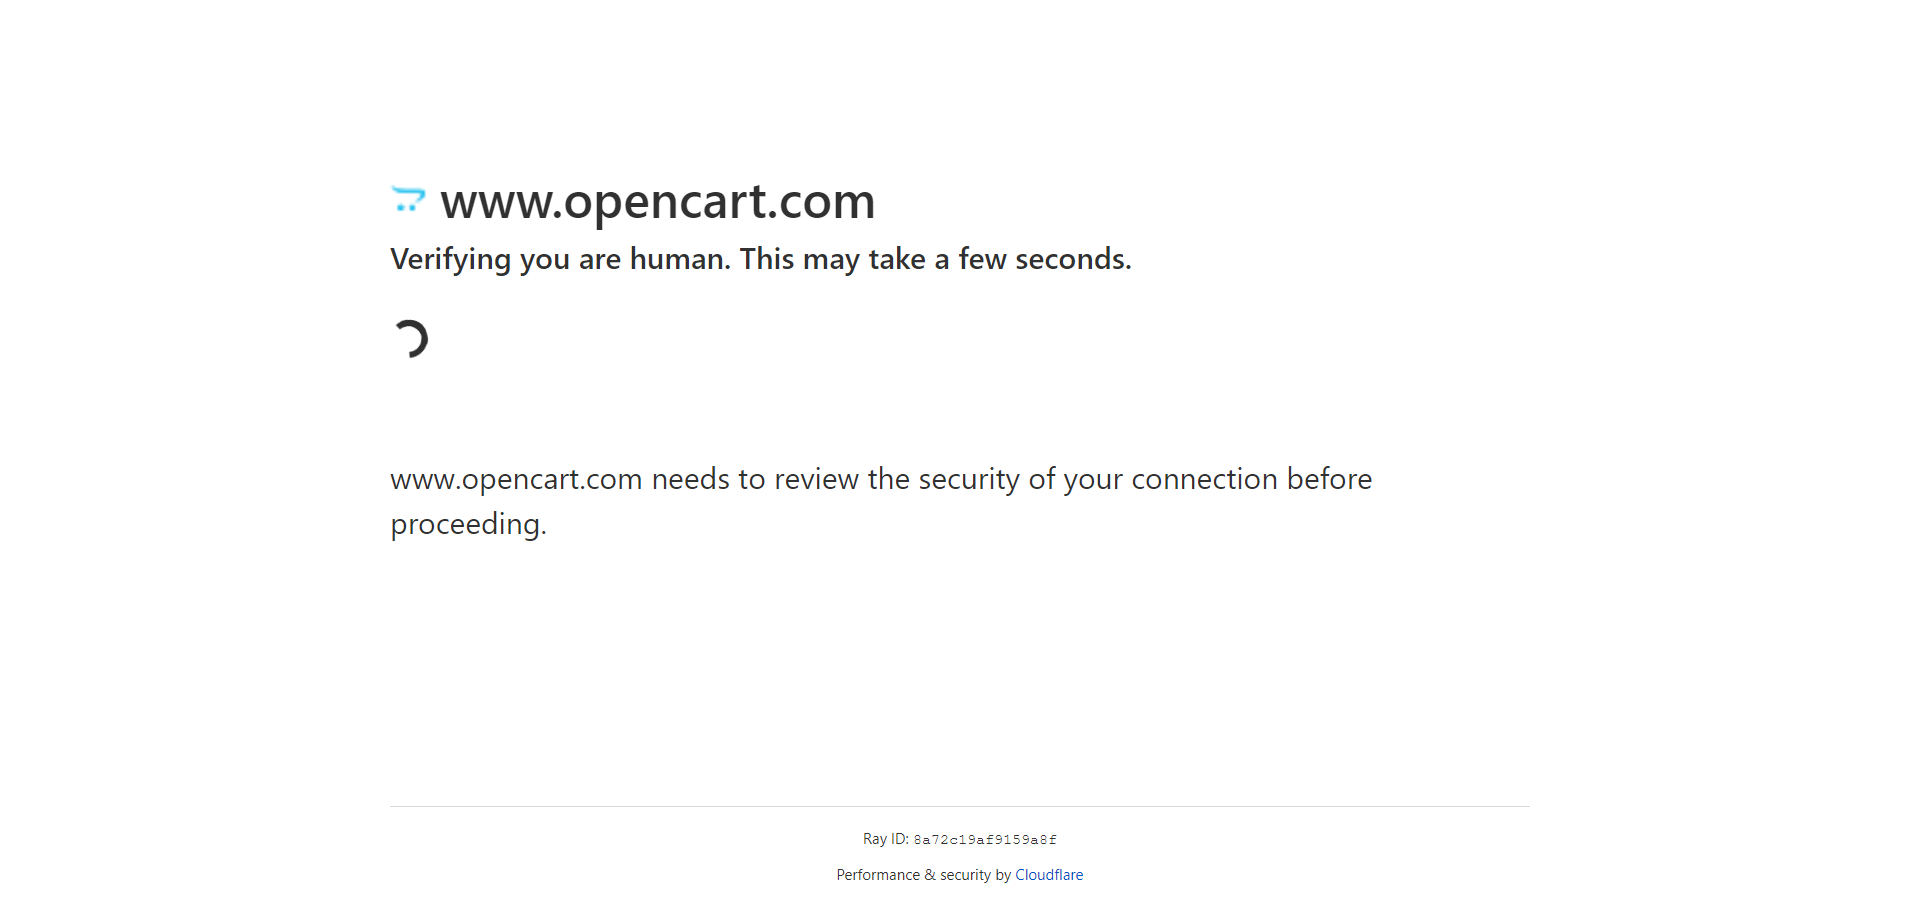 www.opencart.com
Verifying you are human. This may take a few seconds.
www.opencart.com needs to review the security of your connection before
proceeding.
Ray ID: 8a72c19af9159a8f
Performance & security by Cloudflare